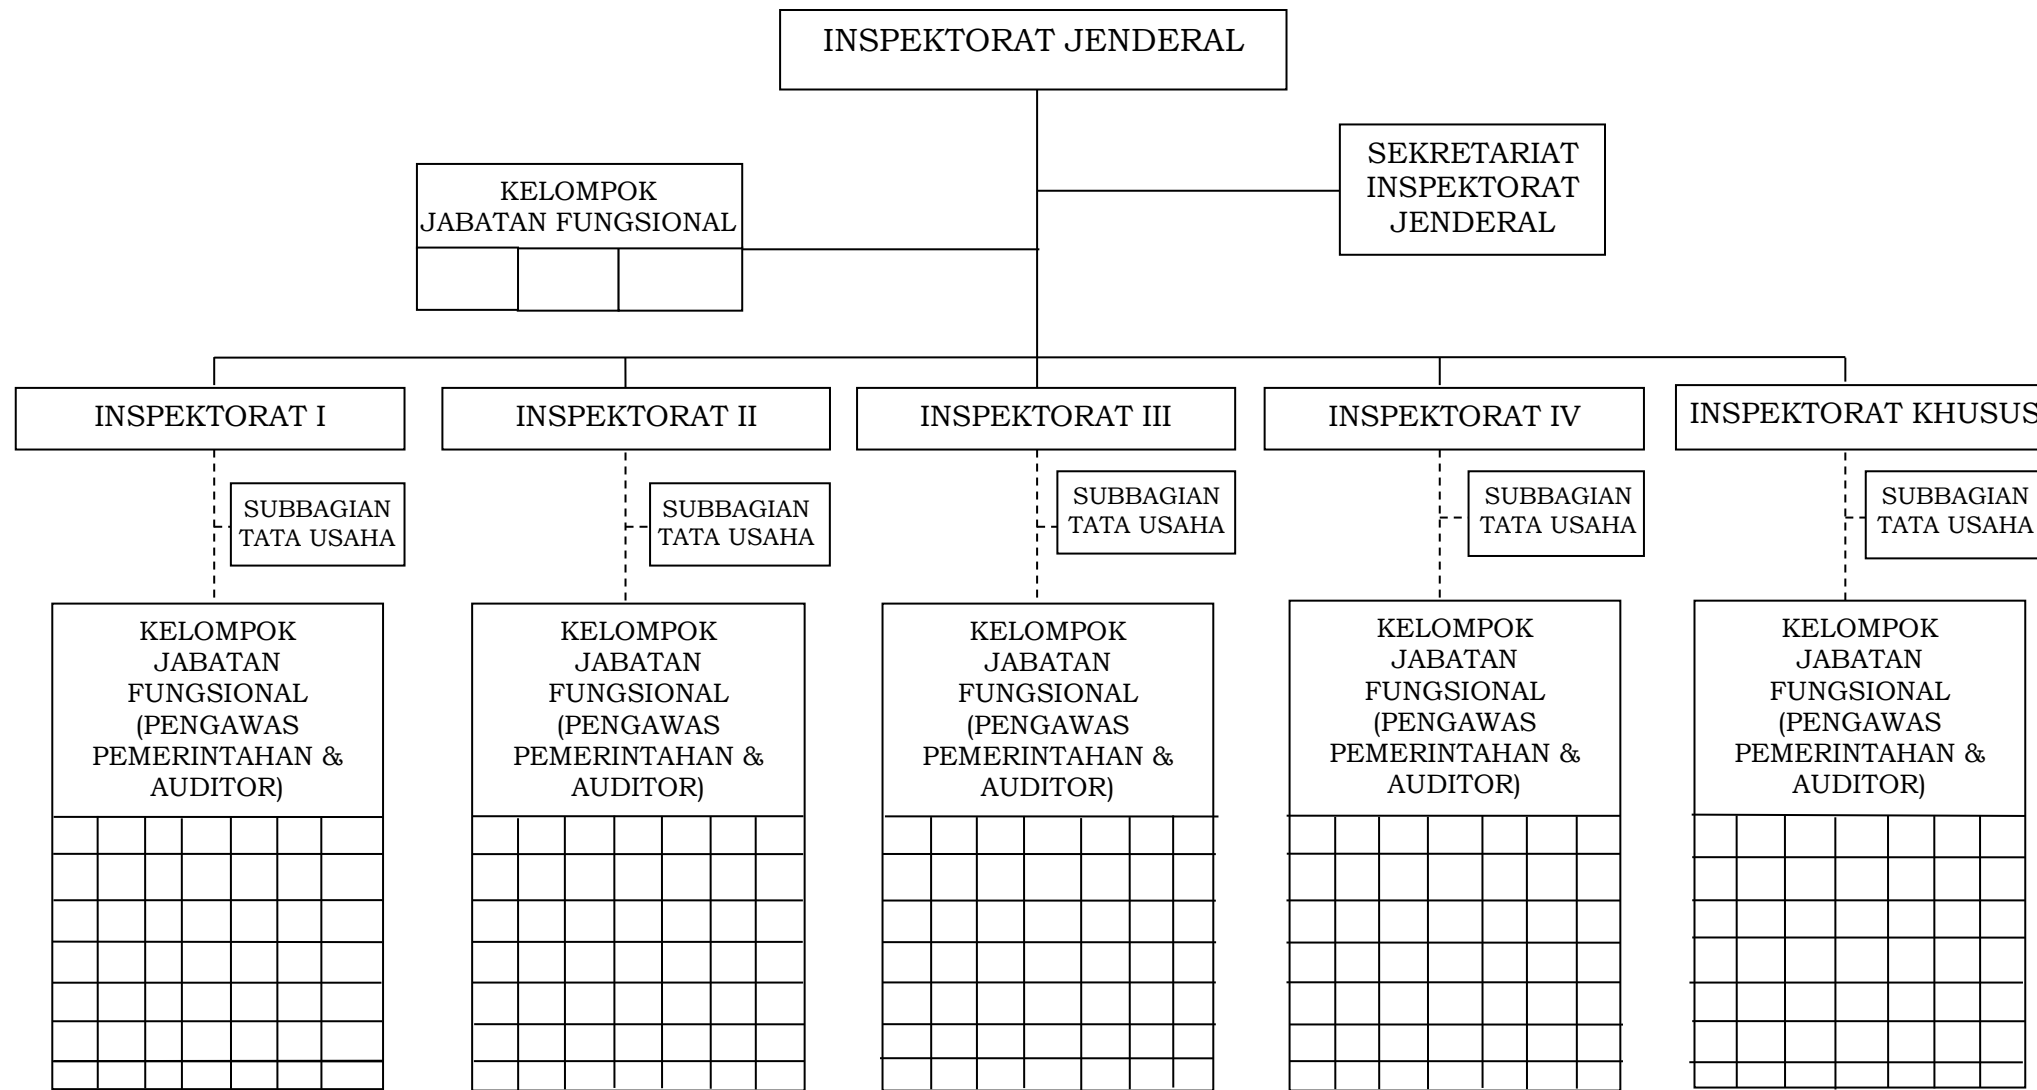 INSPEKTORAT JENDERAL
SEKRETARIAT
INSPEKTORAT
JENDERAL
KELOMPOK
JABATAN FUNGSIONAL
INSPEKTORAT I
INSPEKTORAT II
INSPEKTORAT III
INSPEKTORAT IV
INSPEKTORAT KHUSUS
SUBBAGIAN
TATA USAHA
SUBBAGIAN
TATA USAHA
SUBBAGIAN
TATA USAHA
SUBBAGIAN
TATA USAHA
SUBBAGIAN
TATA USAHA
KELOMPOK
JABATAN
FUNGSIONAL
(PENGAWAS
PEMERINTAHAN &
AUDITOR)
KELOMPOK
JABATAN
FUNGSIONAL
(PENGAWAS
PEMERINTAHAN &
AUDITOR)
KELOMPOK
JABATAN
FUNGSIONAL
(PENGAWAS
PEMERINTAHAN &
AUDITOR)
KELOMPOK
JABATAN
FUNGSIONAL
(PENGAWAS
PEMERINTAHAN &
AUDITOR)
KELOMPOK
JABATAN
FUNGSIONAL
(PENGAWAS
PEMERINTAHAN &
AUDITOR)